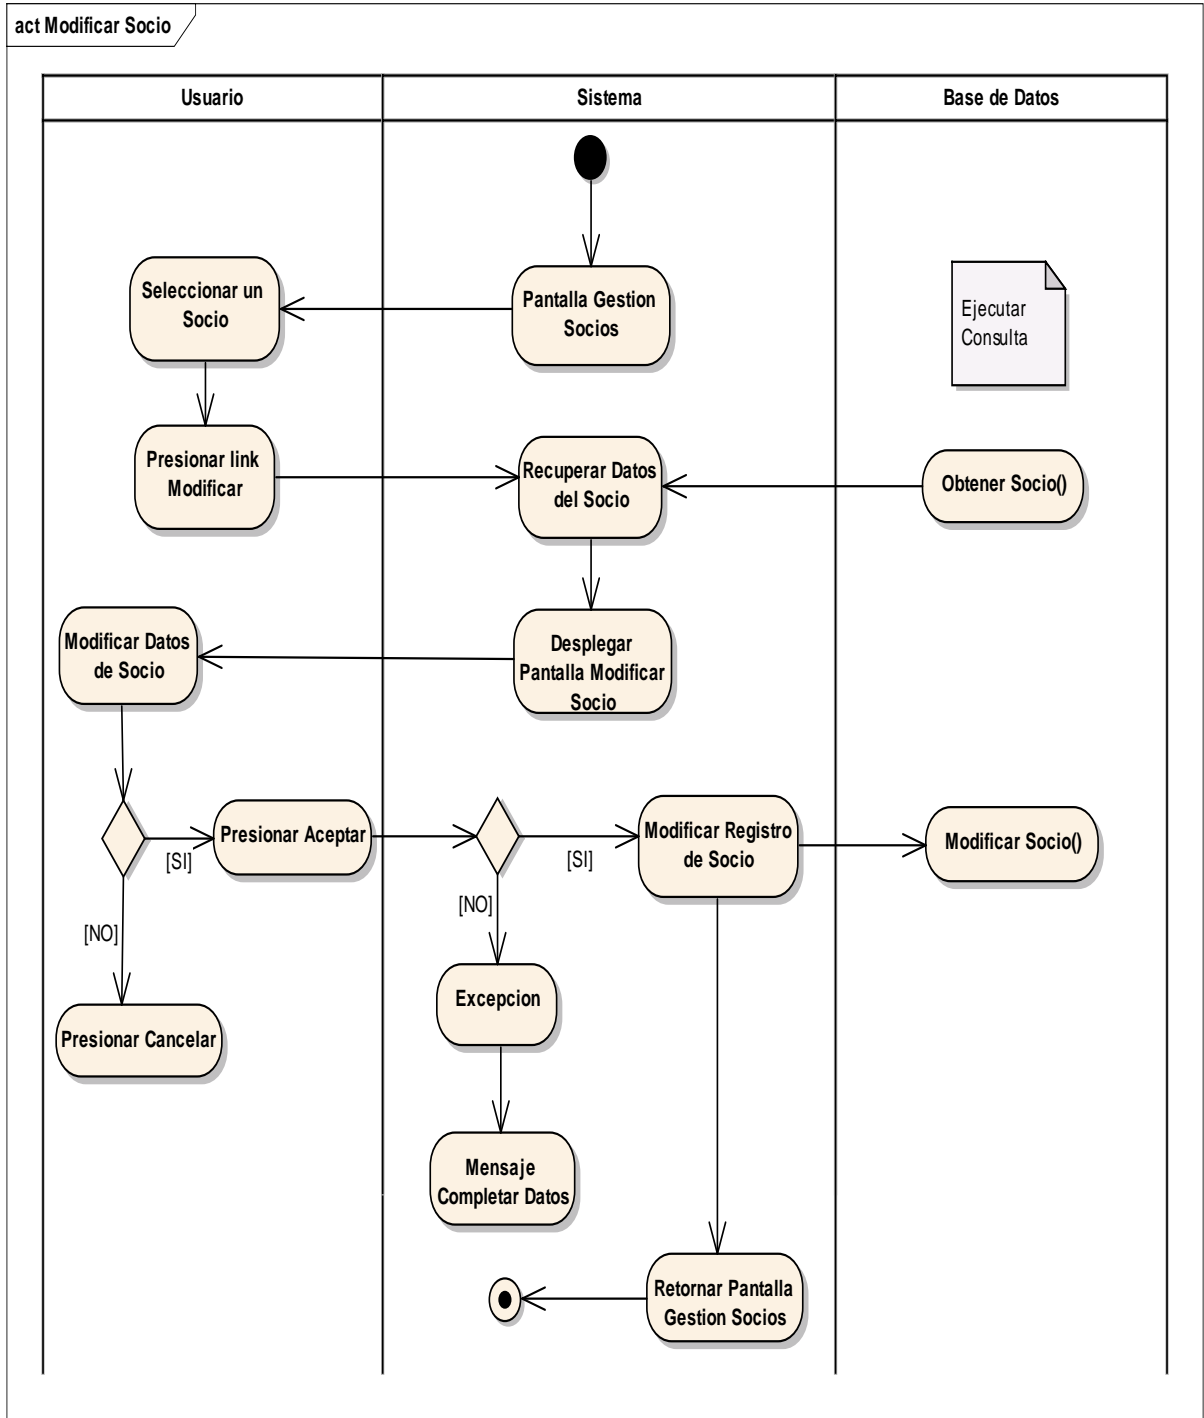 act Modificar Socio
Usuario
Sistema
Base de Datos
Seleccionar un
Socio
Pantalla Gestion
Socios
Ejecutar
Consulta
Presionar link
Modificar
Recuperar Datos
del Socio
Obtener Socio()
Modificar Datos
de Socio
Desplegar
Pantalla Modificar
Socio
Presionar Aceptar
[SI]
Modificar Registro
de Socio
[SI]
Modificar Socio()
[NO]
[NO]
Excepcion
Presionar Cancelar
Mensaje
Completar Datos
Retornar Pantalla
Gestion Socios